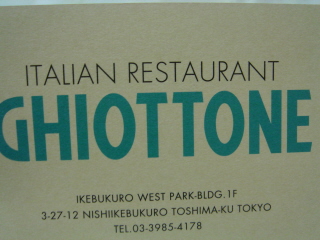 ITALIAN RESTAURANT
GHIOTTONE
IKEBUKURO WEST PARK-BLDG.1F
3-27-12 NISHIIKEBUKURO TOSHIMA-KU TOKYO
TEL.03-3985-4178